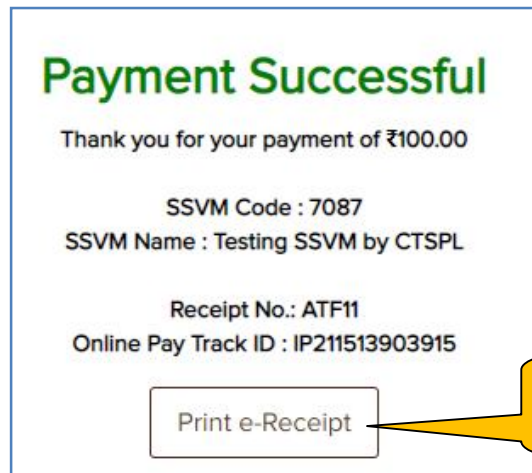 Payment Successful
Thank you for your payment of ₹100.00
SSVM Code : 7087
SSVM Name : Testing SSVM by CTSPL
Receipt No.: ATF11
Online Pay Track ID : IP211513903915
Print e-Receipt